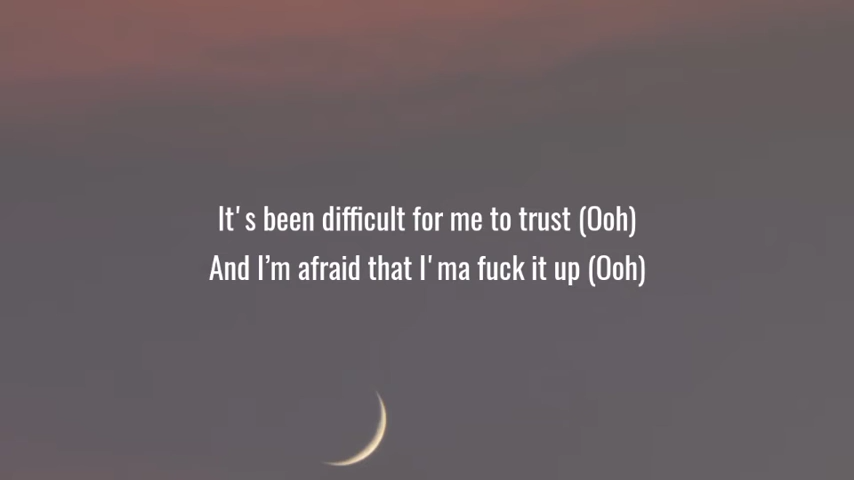 It's been difficult for me to trust (Ooh)
And I’m afraid that I'ma fuck it up (Ooh)